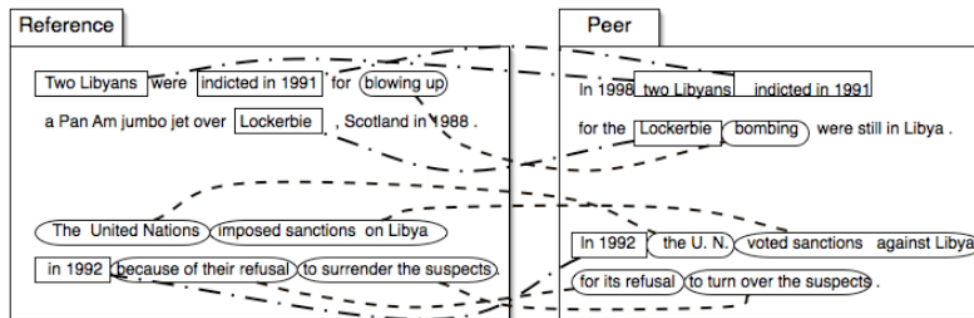 Reference
Two Libyans were indicted in 1991 for blowing up
a Pan Am jumbo jet over Lockerbie , Scotland in 1988 .
The United Nations imposed sanctions on Libya
in 1992 because of their refusal to surrender the suspects.
Peer
In 1998 two Libyans indicted in 1991
for the Lockerbie bombing were still in Libya .
In 1992 the U. N. voted sanctions against Libya
for its refusal to turn over the suspects .